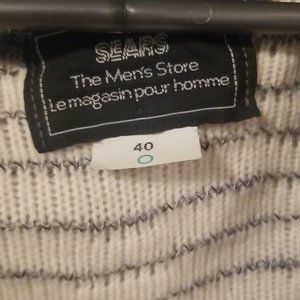 SEARS
The Men's Store
Le magasin pour homme
40